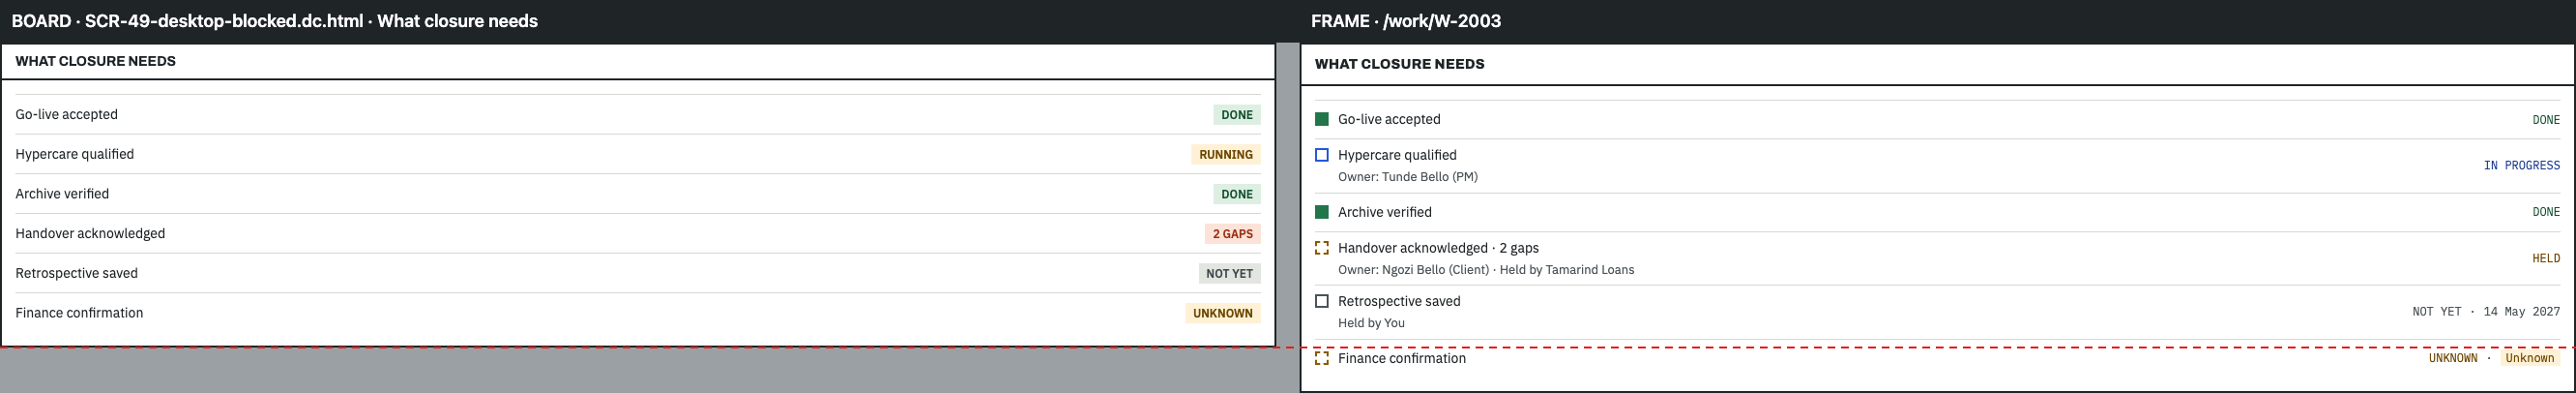 BOARD · SCR-49-desktop-blocked.dc.html · What closure needs
WHAT CLOSURE NEEDS
Go-live accepted DONE
Hypercare qualified RUNNING
Archive verified DONE
Handover acknowledged 2 GAPS
Retrospective saved NOT YET
Finance confirmation UNKNOWN
FRAME · /work/W-2003
WHAT CLOSURE NEEDS
Go-live accepted DONE
Hypercare qualified
Owner: Tunde Bello (PM)
IN PROGRESS
Archive verified DONE
Handover acknowledged · 2 gaps
Owner: Ngozi Bello (Client) · Held by Tamarind Loans
HELD
Retrospective saved
Held by You
NOT YET · 14 May 2027
Finance confirmation UNKNOWN · Unknown